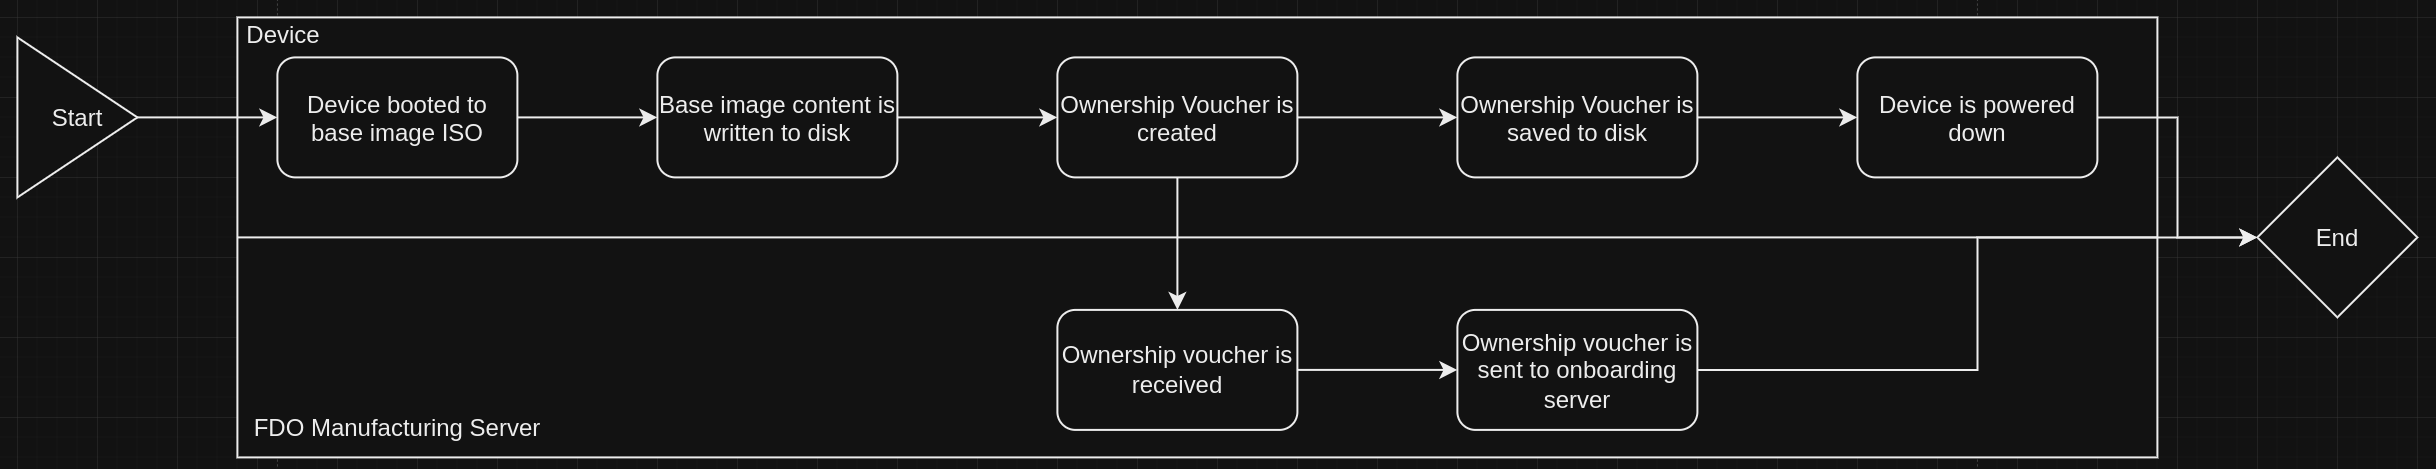 Device
Start
Device booted to
base image ISO
Base image content is
written to disk
Ownership Voucher is
created
Ownership Voucher is
saved to disk
Device is powered
down
End
Ownership voucher is
received
Ownership voucher is
sent to onboarding
server
FDO Manufacturing Server